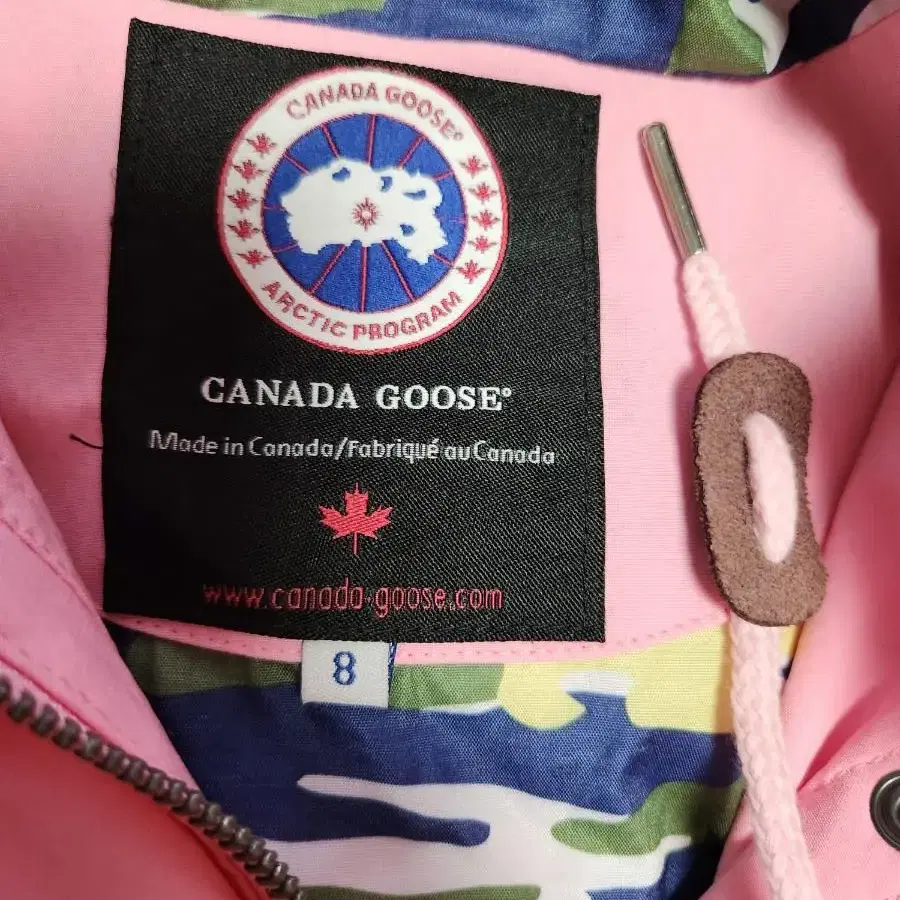 CANADA GOOSE®
ARCTIC PROGRAM
CANADA GOOSE®
Made in Canada/Fabriqué au Canada
www.canada-goose.com
8